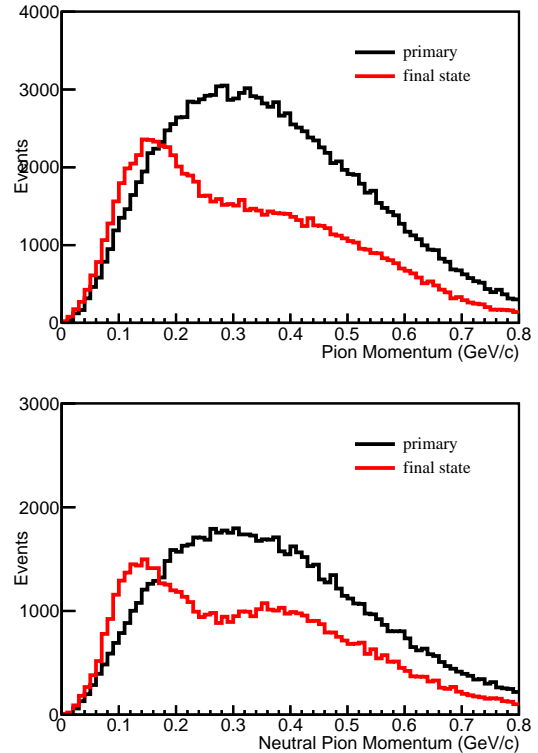 4000
primary
final state
3000
Events
2000
1000
0
0 0.1 0.2 0.3 0.4 0.5 0.6 0.7 0.8
Pion Momentum (GeV/c)
3000
primary
final state
2000
Events
1000
0
0 0.1 0.2 0.3 0.4 0.5 0.6 0.7 0.8
Neutral Pion Momentum (GeV/c)